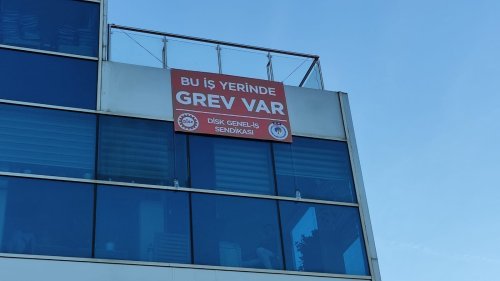 BU İŞ YERİNDE
GREV VAR
DİSK GENEL-İŞ
SENDİKASI